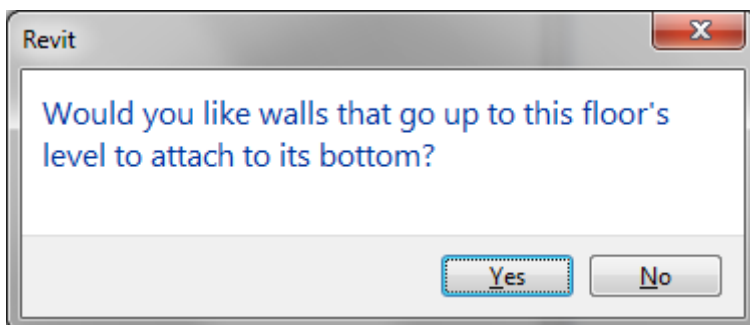 Revit
Would you like walls that go up to this floor's
level to attach to its bottom?
Yes
No